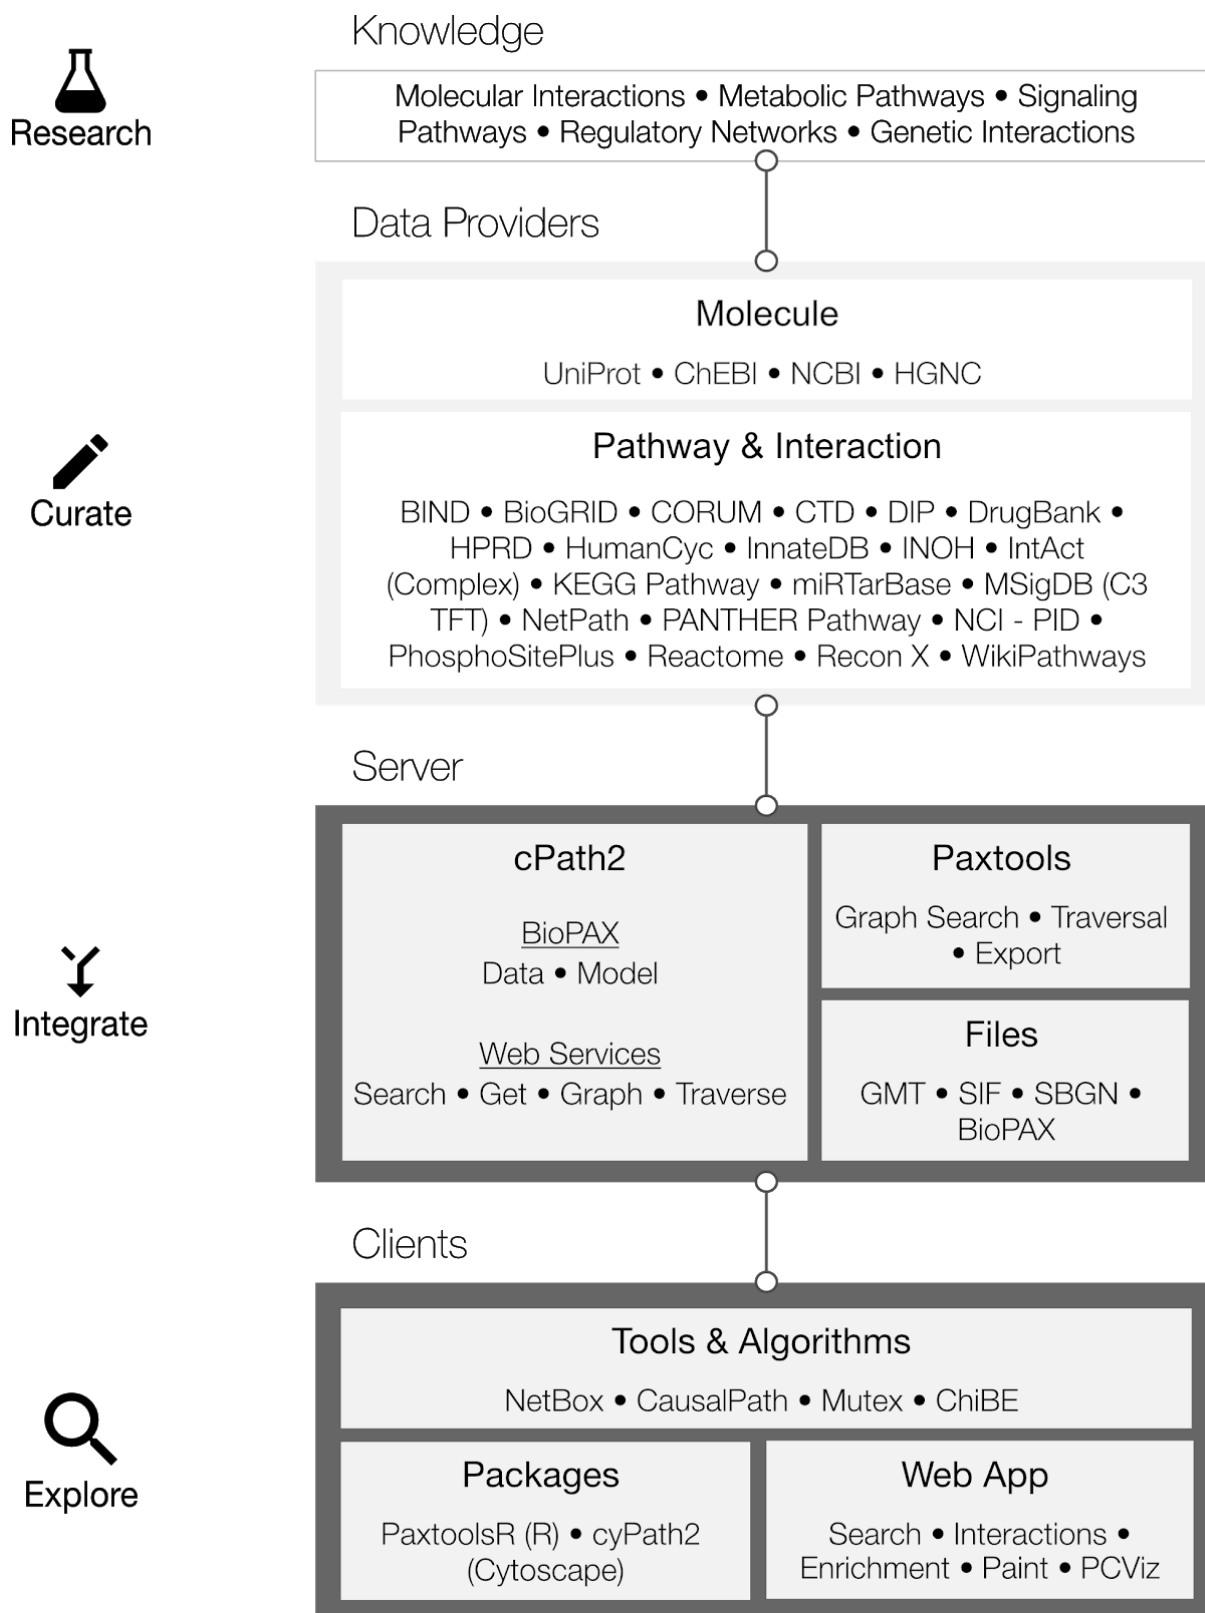 Knowledge
Research
Molecular Interactions • Metabolic Pathways • Signaling
Pathways • Regulatory Networks • Genetic Interactions
Data Providers
Molecule
UniProt • ChEBI • NCBI • HGNC
Curate
Pathway & Interaction
BIND • BioGRID • CORUM • CTD • DIP • DrugBank •
HPRD • HumanCyc • InnateDB • INOH • IntAct
(Complex) • KEGG Pathway • miRTarBase • MSigDB (C3
TFT) • NetPath • PANTHER Pathway • NCI - PID •
PhosphoSitePlus • Reactome • Recon X • WikiPathways
Server
Integrate
cPath2
BioPAX
Data • Model
Web Services
Search • Get • Graph • Traverse
Paxtools
Graph Search • Traversal
• Export
Files
GMT • SIF • SBGN •
BioPAX
Clients
Explore
Tools & Algorithms
NetBox • CausalPath • Mutex • ChiBE
Packages
PaxtoolsR (R) • cyPath2
(Cytoscape)
Web App
Search • Interactions •
Enrichment • Paint • PCViz